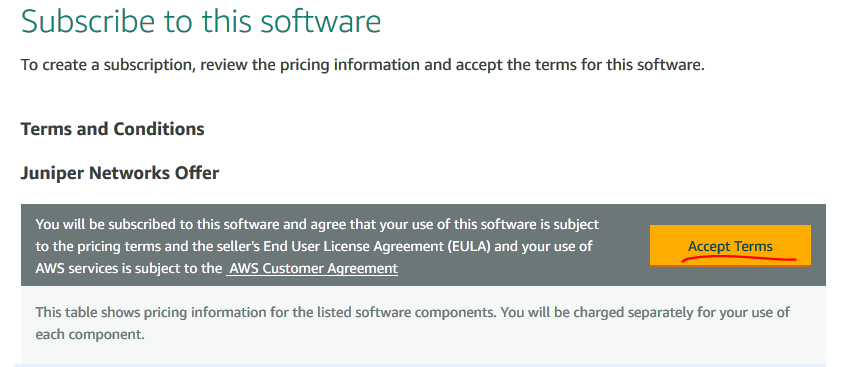 Subscribe to this software
To create a subscription, review the pricing information and accept the terms for this software.
Terms and Conditions
Juniper Networks Offer
You will be subscribed to this software and agree that your use of this software is subject
to the pricing terms and the seller's End User License Agreement (EULA) and your use of
AWS services is subject to the AWS Customer Agreement
Accept Terms
This table shows pricing information for the listed software components. You will be charged separately for your use of
each component.